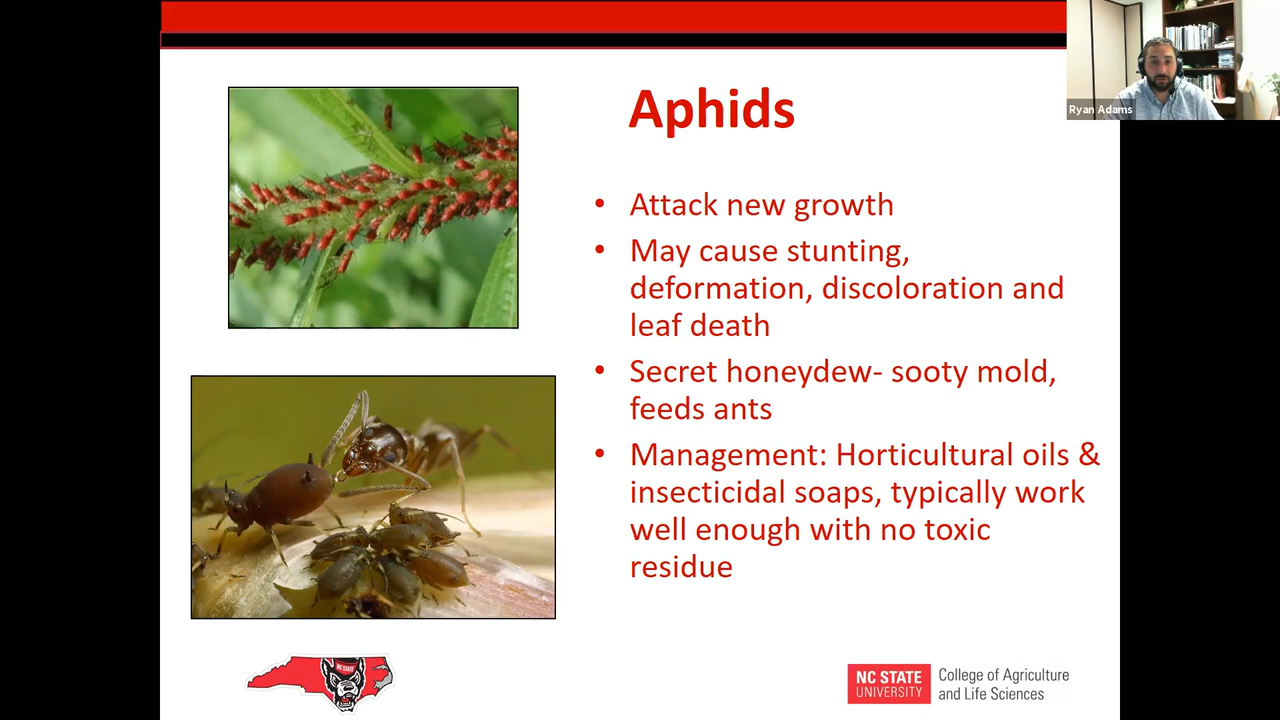 Ryan Adams
Aphids
• Attack new growth
• May cause stunting,
deformation, discoloration and
leaf death
• Secret honeydew- sooty mold,
feeds ants
• Management: Horticultural oils &
insecticidal soaps, typically work
well enough with no toxic
residue
NC STATE
NC STATE
UNIVERSITY
College of Agriculture
and Life Sciences